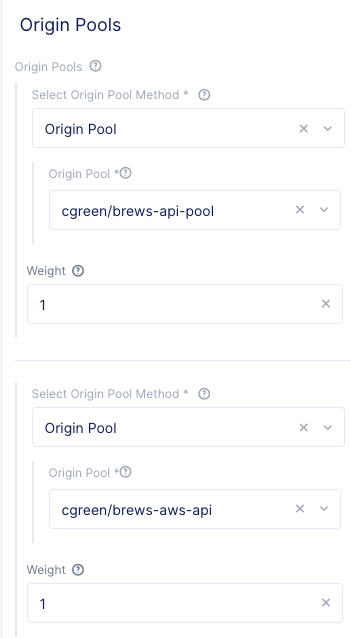 Origin Pools
Origin Pools
Select Origin Pool Method *
Origin Pool
Origin Pool *
cgreen/brews-api-pool
Weight
1
Select Origin Pool Method *
Origin Pool
Origin Pool *
cgreen/brews-aws-api
Weight
1